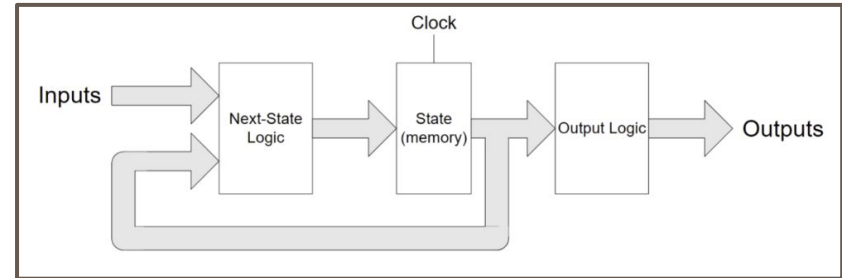 Clock
Inputs
Next-State
Logic
State
(memory)
Output Logic
Outputs